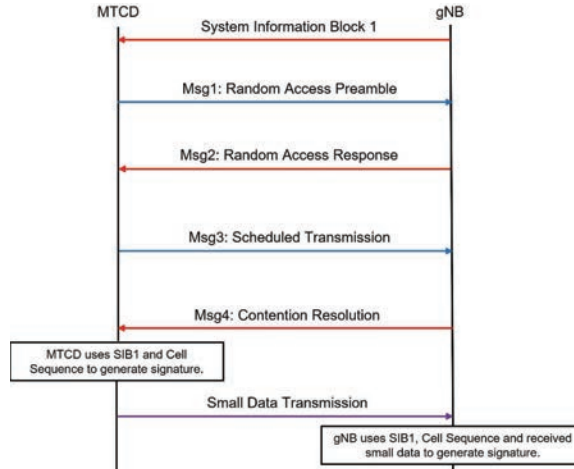 MTCD
gNB
System Information Block 1
Msg1: Random Access Preamble
Msg2: Random Access Response
Msg3: Scheduled Transmission
Msg4: Contention Resolution
MTCD uses SIB1 and Cell
Sequence to generate signature.
Small Data Transmission
gNB uses SIB1, Cell Sequence and received
small data to generate signature.